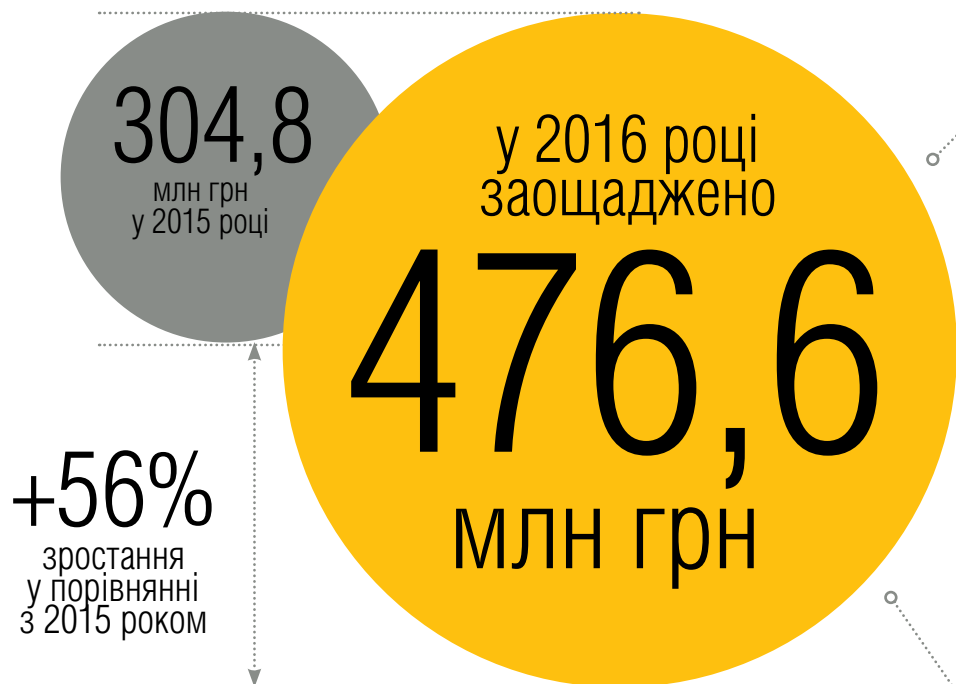 304,8
млн грн
у 2015 році
у 2016 році
заощаджено
476,6
млн грн
+56%
зростання
у порівнянні
з 2015 роком